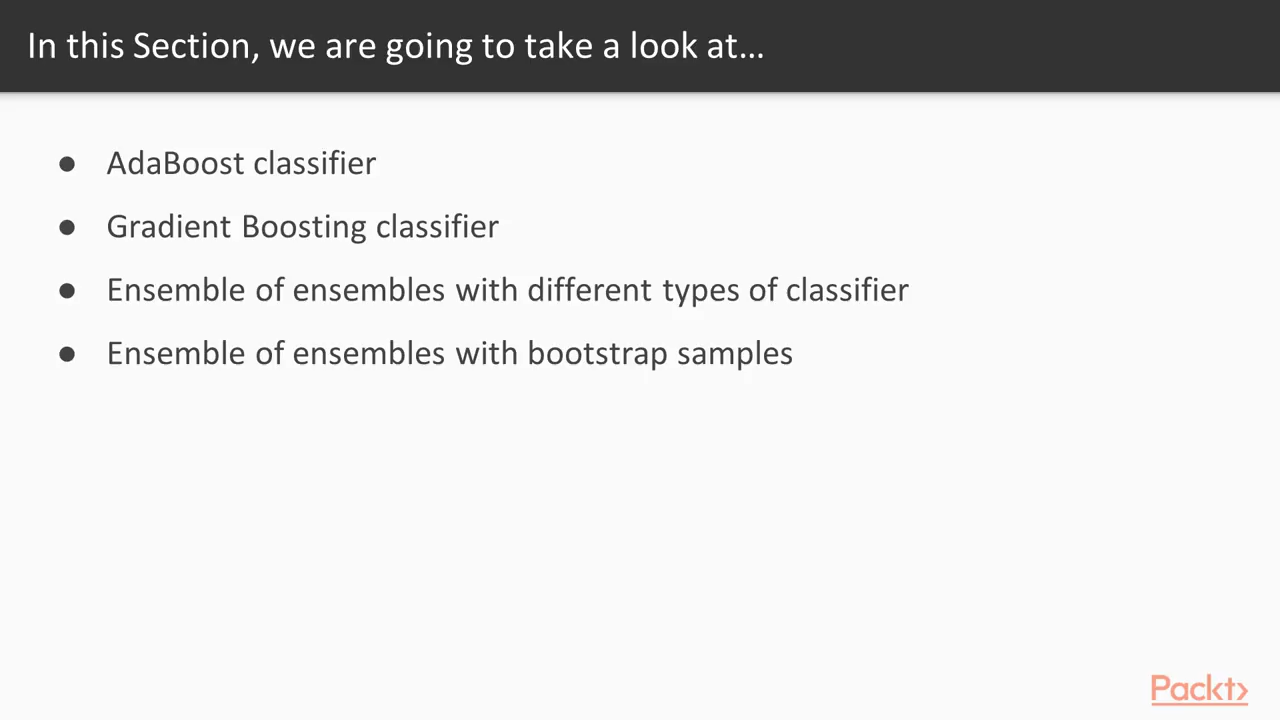 In this Section, we are going to take a look at…
● AdaBoost classifier
● Gradient Boosting classifier
● Ensemble of ensembles with different types of classifier
● Ensemble of ensembles with bootstrap samples
Packt>